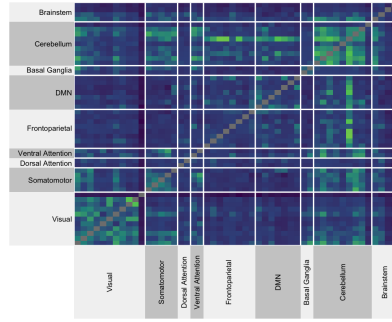 Brainstem
Cerebellum
Basal Ganglia
DMN
Frontoparietal
Ventral Attention
Dorsal Attention
Somatomotor
Visual
Visual
Somatomotor
Dorsal Attention
Ventral Attention
Frontoparietal
DMN
Basal Ganglia
Cerebellum
Brainstem